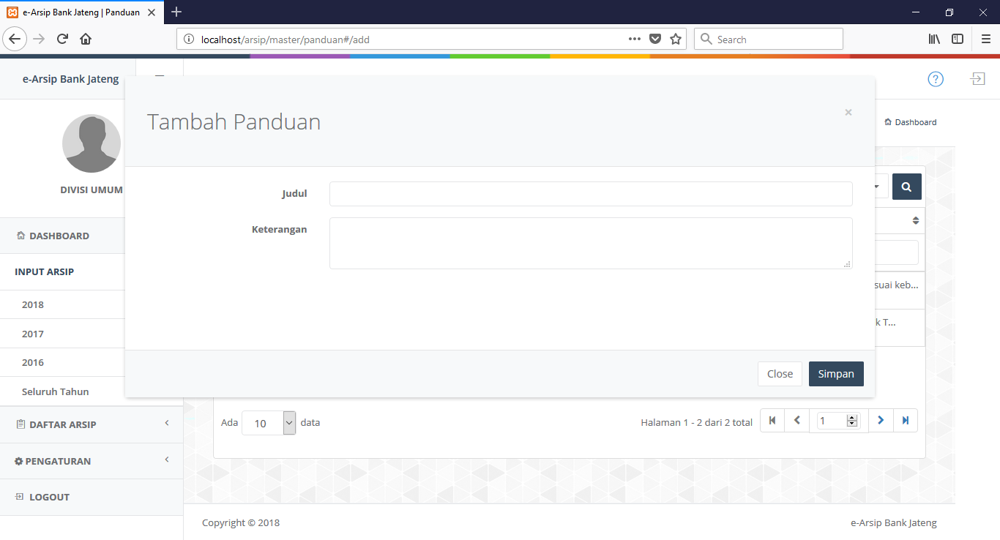 e-Arsip Bank Jateng | Panduan
localhost/arsip/master/panduan#/add
Search
e-Arsip Bank Jateng
Tambah Panduan
×
Dashboard
DIVISI UMUM
Judul
Keterangan
DASHBOARD
INPUT ARSIP
2018
2017
2016
Seluruh Tahun
suai keb...
k T...
Close
Simpan
DAFTAR ARSIP
PENGATURAN
LOGOUT
Ada 10 data
Halaman 1 - 2 dari 2 total
1
Copyright © 2018
e-Arsip Bank Jateng